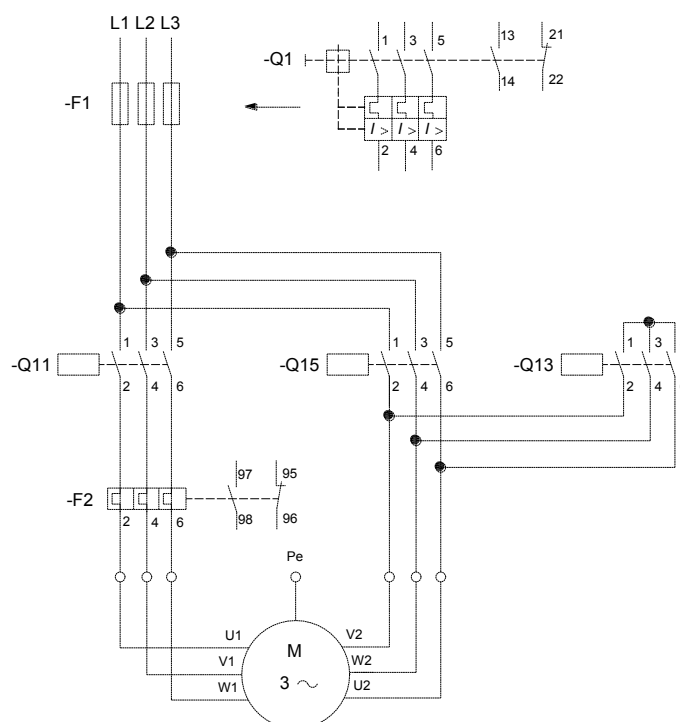 L1 L2 L3
-F1
-Q1
1 3 5
13 21
14 22
I > I > I >
2 4 6
-Q11
1 3 5
2 4 6
-Q15
1 3 5
2 4 6
-Q13
1 3 5
2 4
-F2
2 4 6
97 95
98 96
Pe
U1
V1
W1
M
3 ~
V2
W2
U2